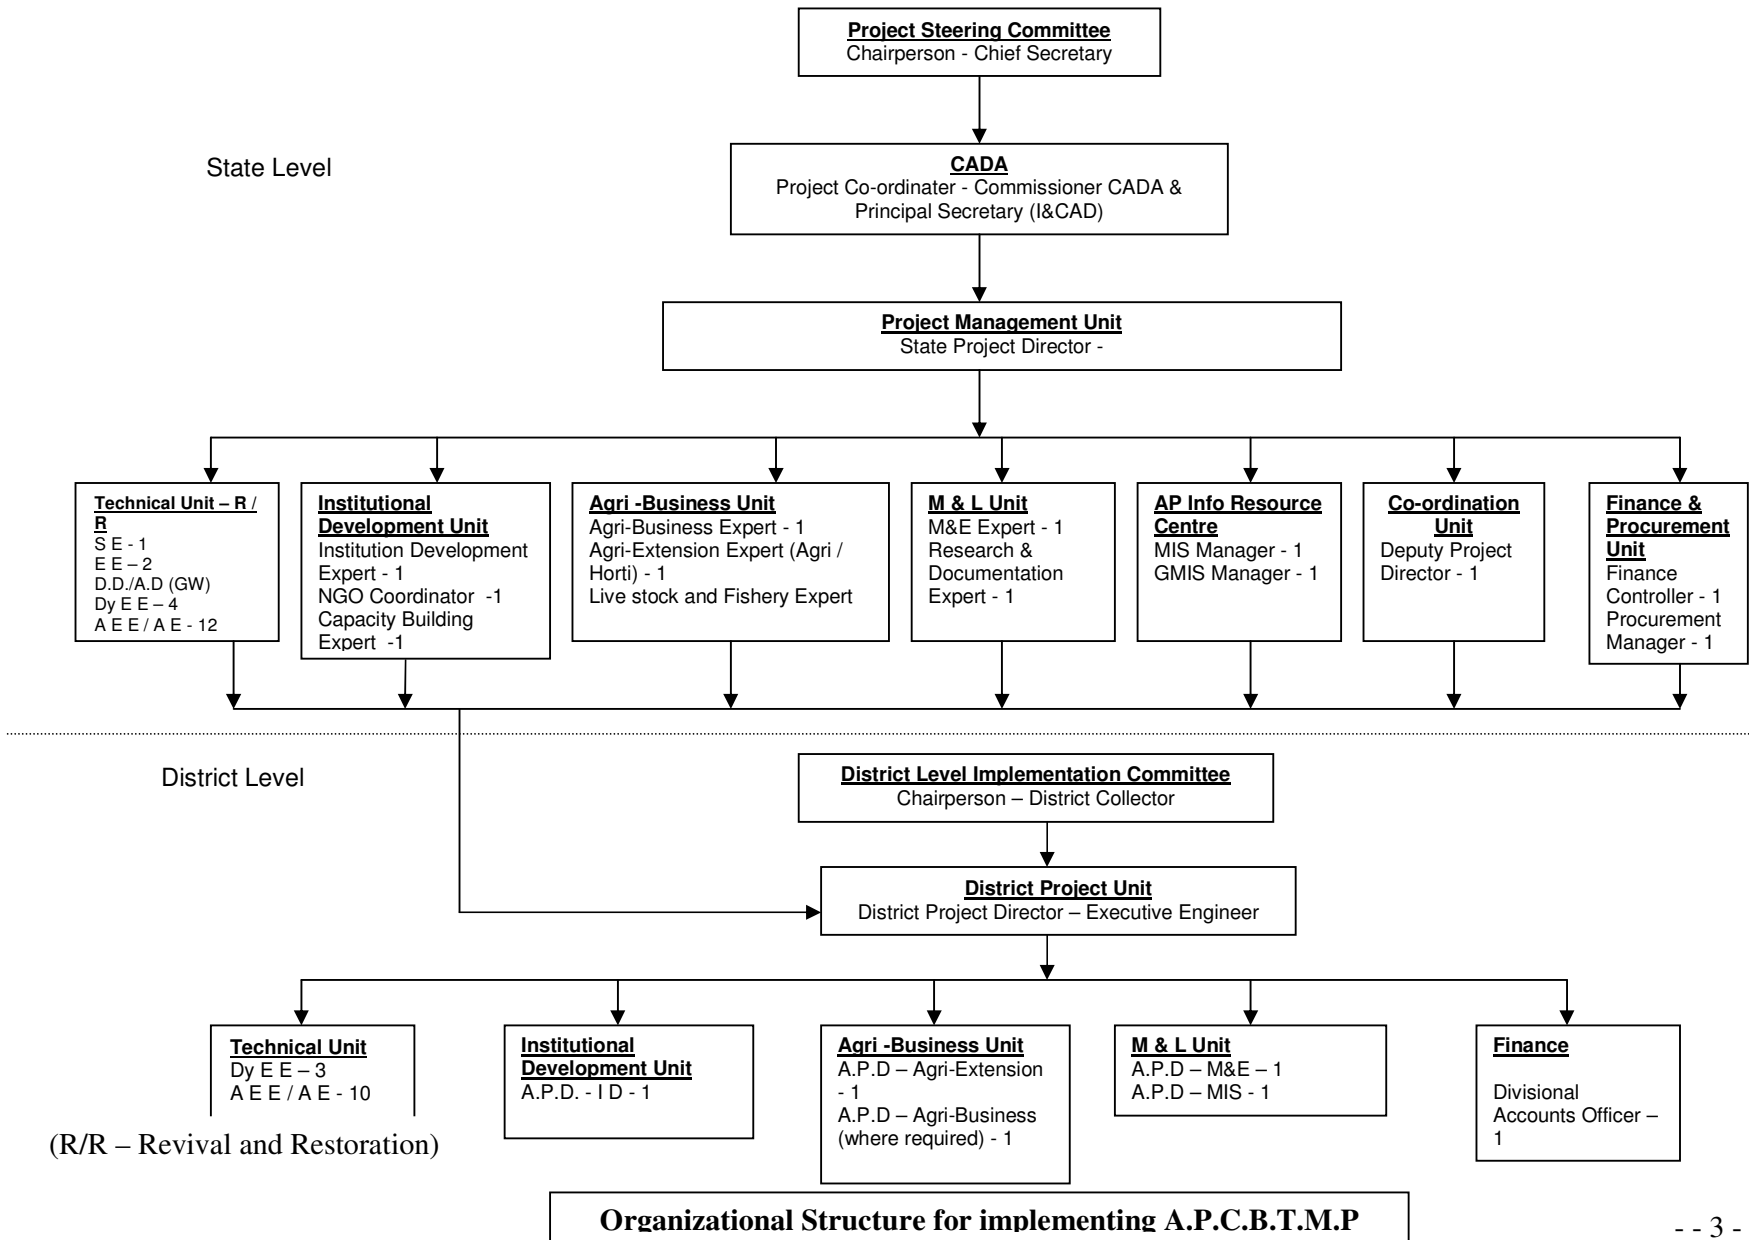 Project Steering Committee
Chairperson - Chief Secretary
State Level
CADA
Project Co-ordinater - Commissioner CADA &
Principal Secretary (I&CAD)
Project Management Unit
State Project Director -
Technical Unit – R /
R
S E - 1
E E – 2
D.D./A.D (GW)
Dy E E – 4
A E E / A E - 12
Institutional
Development Unit
Institution Development
Expert - 1
NGO Coordinator -1
Capacity Building
Expert -1
Agri -Business Unit
Agri-Business Expert - 1
Agri-Extension Expert (Agri /
Horti) - 1
Live stock and Fishery Expert
M & L Unit
M&E Expert - 1
Research &
Documentation
Expert - 1
AP Info Resource
Centre
MIS Manager - 1
GMIS Manager - 1
Co-ordination
Unit
Deputy Project
Director - 1
Finance &
Procurement
Unit
Finance
Controller - 1
Procurement
Manager - 1
District Level
District Level Implementation Committee
Chairperson – District Collector
District Project Unit
District Project Director – Executive Engineer
Technical Unit
Dy E E – 3
A E E / A E - 10
Institutional
Development Unit
A.P.D. - I D - 1
Agri -Business Unit
A.P.D – Agri-Extension
- 1
A.P.D – Agri-Business
(where required) - 1
M & L Unit
A.P.D – M&E – 1
A.P.D – MIS - 1
Finance
Divisional
Accounts Officer –
1
(R/R – Revival and Restoration)
Organizational Structure for implementing A.P.C.B.T.M.P
- - 3 -